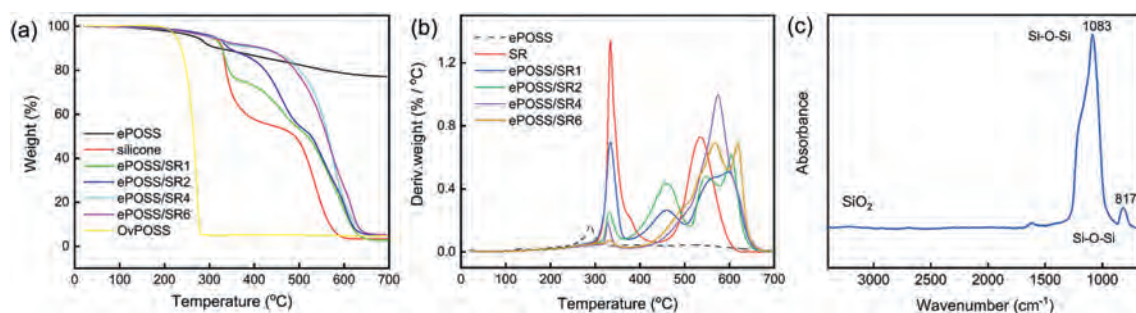 (a)
100
80
60
40
20
0
Weight (%)
ePOSS
silicone
ePOSS/SR1
ePOSS/SR2
ePOSS/SR4
ePOSS/SR6
OvPOSS
0 100 200 300 400 500 600 700
Temperature (ºC)
(b)
1.2
0.8
0.4
0.0
Deriv.weight (% / ºC)
ePOSS
SR
ePOSS/SR1
ePOSS/SR2
ePOSS/SR4
ePOSS/SR6
0 100 200 300 400 500 600 700
Temperature (ºC)
(c)
Absorbance
Si-O-Si 1083
817
SiO₂
Si-O-Si
3000 2500 2000 1500 1000
Wavenumber (cm⁻¹)